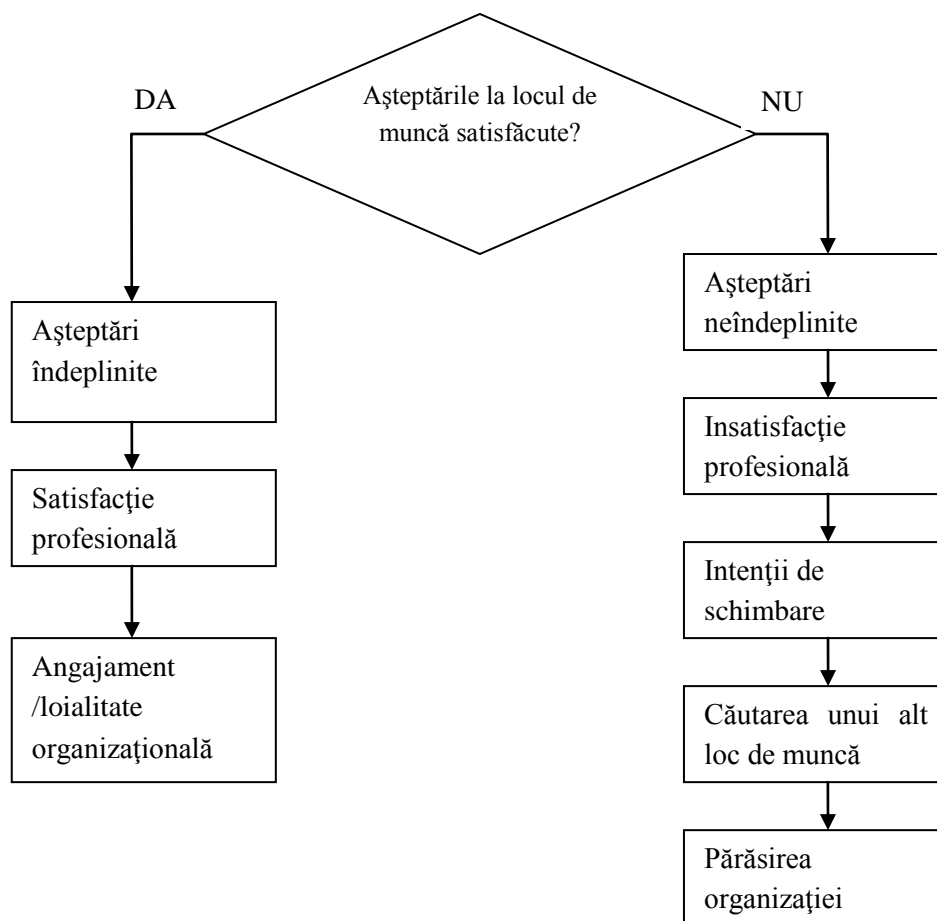 DA
Aşteptările la locul de
muncă satisfăcute?
NU
Aşteptări
îndeplinite
Satisfacţie
profesională
Angajament
/loialitate
organizaţională
Aşteptări
neîndeplinite
Insatisfacţie
profesională
Intenţii de
schimbare
Căutarea unui alt
loc de muncă
Părăsirea
organizaţiei